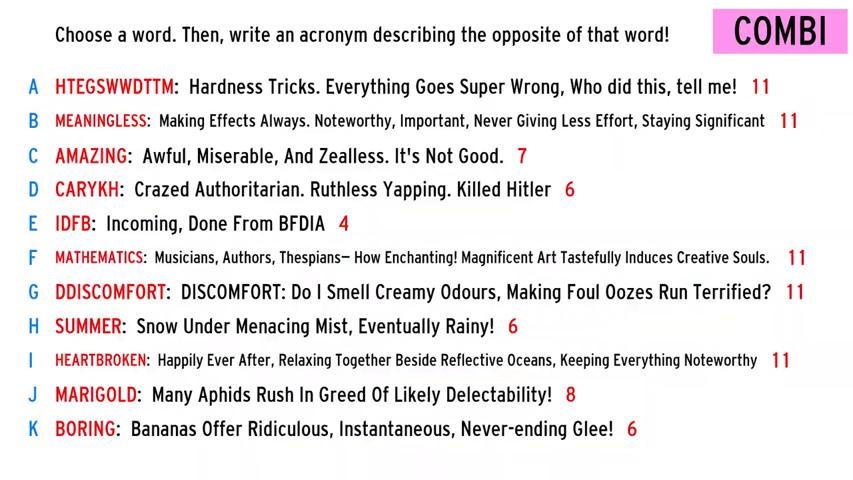 Choose a word. Then, write an acronym describing the opposite of that word!
COMBI
A HTEGSWWDTTM: Hardness Tricks. Everything Goes Super Wrong, Who did this, tell me! 11
B MEANINGLESS: Making Effects Always. Noteworthy, Important, Never Giving Less Effort, Staying Significant 11
C AMAZING: Awful, Miserable, And Zealless. It's Not Good. 7
D CARYKH: Crazed Authoritarian. Ruthless Yapping. Killed Hitler 6
E IDFB: Incoming, Done From BFDIA 4
F MATHEMATICS: Musicians, Authors, Thespians— How Enchanting! Magnificent Art Tastefully Induces Creative Souls. 11
G DDISCOMFORT: DISCOMFORT: Do I Smell Creamy Odours, Making Foul Oozes Run Terrified? 11
H SUMMER: Snow Under Menacing Mist, Eventually Rainy! 6
I HEARTBROKEN: Happily Ever After, Relaxing Together Beside Reflective Oceans, Keeping Everything Noteworthy 11
J MARIGOLD: Many Aphids Rush In Greed Of Likely Delectability! 8
K BORING: Bananas Offer Ridiculous, Instantaneous, Never-ending Glee! 6